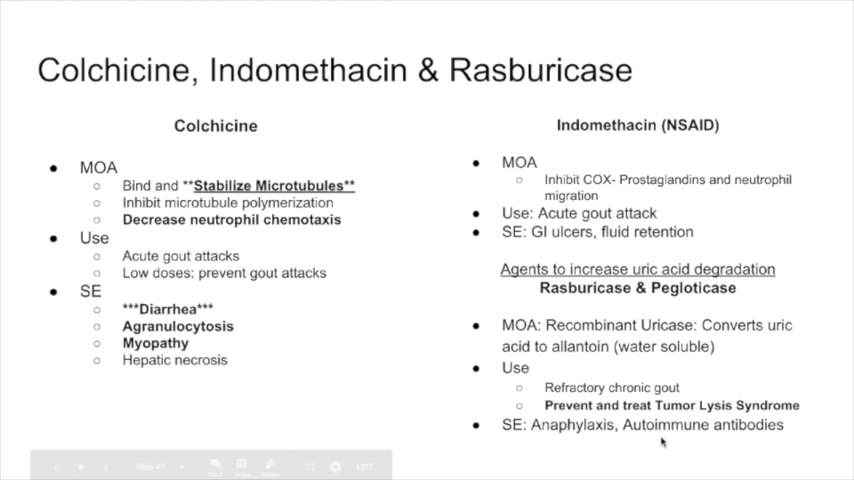 Colchicine, Indomethacin & Rasburicase
Colchicine
● MOA
○ Bind and **Stabilize Microtubules**
○ Inhibit microtubule polymerization
○ Decrease neutrophil chemotaxis
● Use
○ Acute gout attacks
○ Low doses: prevent gout attacks
● SE
○ ***Diarrhea***
○ Agranulocytosis
○ Myopathy
○ Hepatic necrosis
Indomethacin (NSAID)
● MOA
○ Inhibit COX- Prostaglandins and neutrophil
migration
● Use: Acute gout attack
● SE: GI ulcers, fluid retention
Agents to increase uric acid degradation
Rasburicase & Pegloticase
● MOA: Recombinant Uricase: Converts uric
acid to allantoin (water soluble)
● Use
○ Refractory chronic gout
○ Prevent and treat Tumor Lysis Syndrome
● SE: Anaphylaxis, Autoimmune antibodies
EXIT